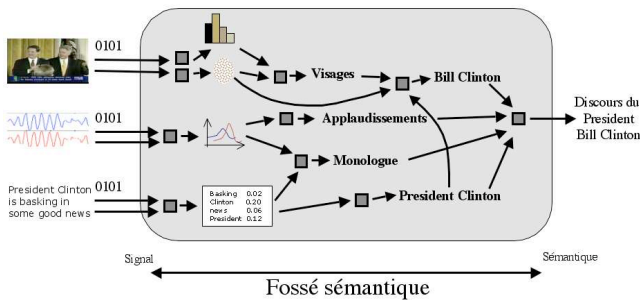 0101
Visages
Bill Clinton
0101
Applaudissements
Discours du
President
Bill Clinton
Monologue
0101
President Clinton
is basking in
some good news
Basking 0.02
Clinton 0.20
news 0.06
President 0.12
President Clinton
Signal
Sémantique
Fossé sémantique